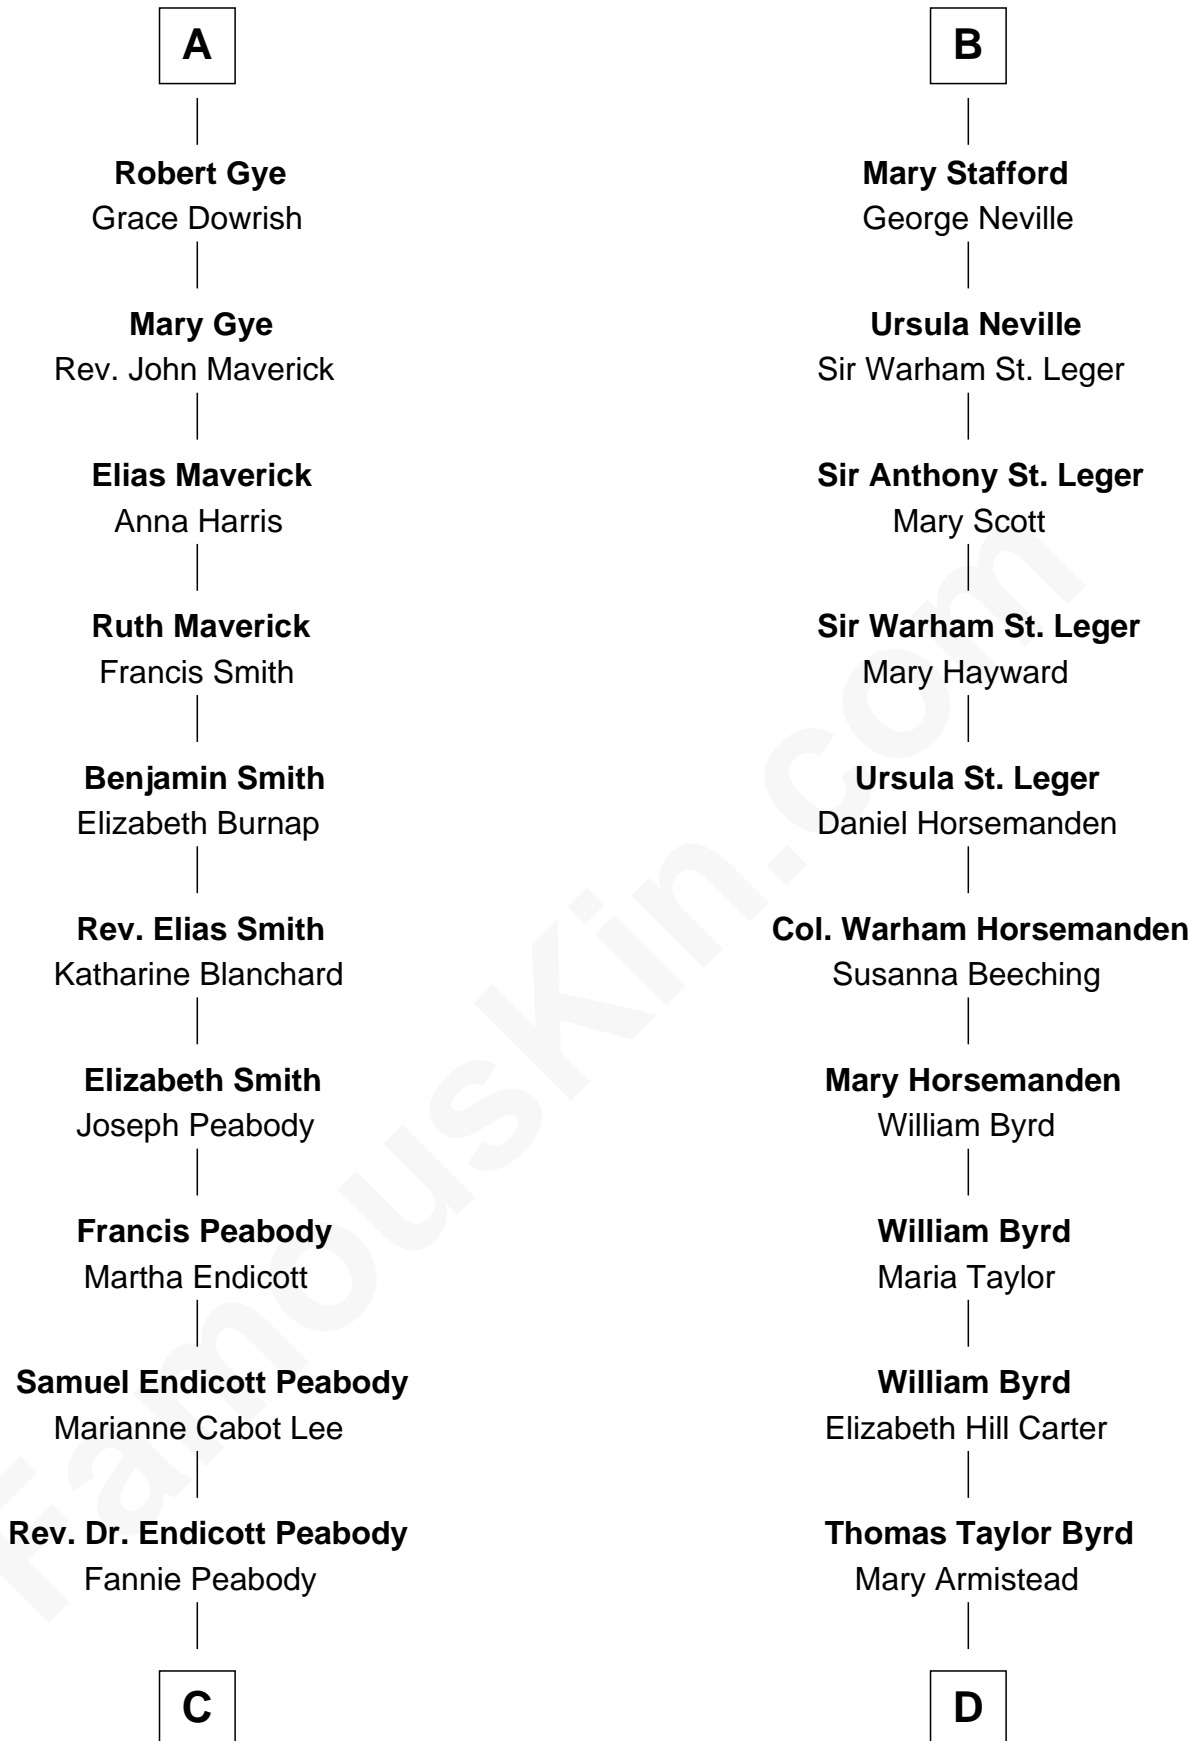 A
Robert Gye
Grace Dowrish
Mary Gye
Rev. John Maverick
Elias Maverick
Anna Harris
Ruth Maverick
Francis Smith
Benjamin Smith
Elizabeth Burnap
Rev. Elias Smith
Katharine Blanchard
Elizabeth Smith
Joseph Peabody
Francis Peabody
Martha Endicott
Samuel Endicott Peabody
Marianne Cabot Lee
Rev. Dr. Endicott Peabody
Fannie Peabody
C
B
Mary Stafford
George Neville
Ursula Neville
Sir Warham St. Leger
Sir Anthony St. Leger
Mary Scott
Sir Warham St. Leger
Mary Hayward
Ursula St. Leger
Daniel Horsemanden
Col. Warham Horsemanden
Susanna Beeching
Mary Horsemanden
William Byrd
William Byrd
Maria Taylor
William Byrd
Elizabeth Hill Carter
Thomas Taylor Byrd
Mary Armistead
D
FamousKin.com